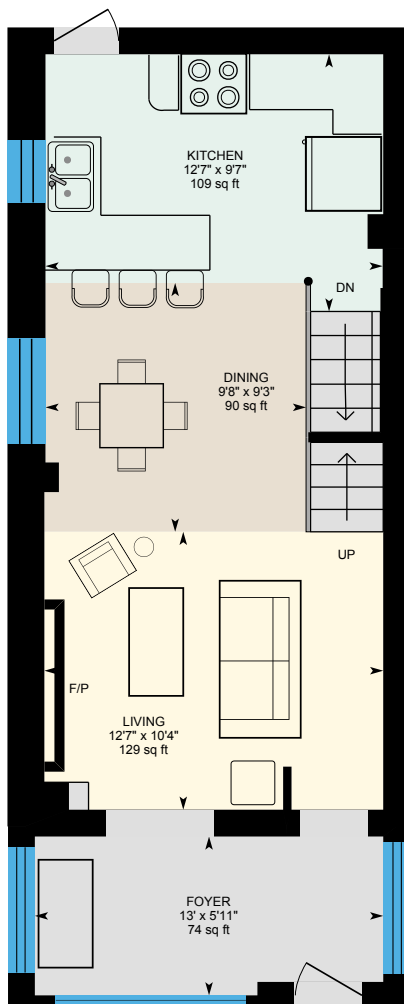 KITCHEN
12'7" x 9'7"
109 sq ft
DN
DINING
9'8" x 9'3"
90 sq ft
UP
F/P
LIVING
12'7" x 10'4"
129 sq ft
FOYER
13' x 5'11"
74 sq ft